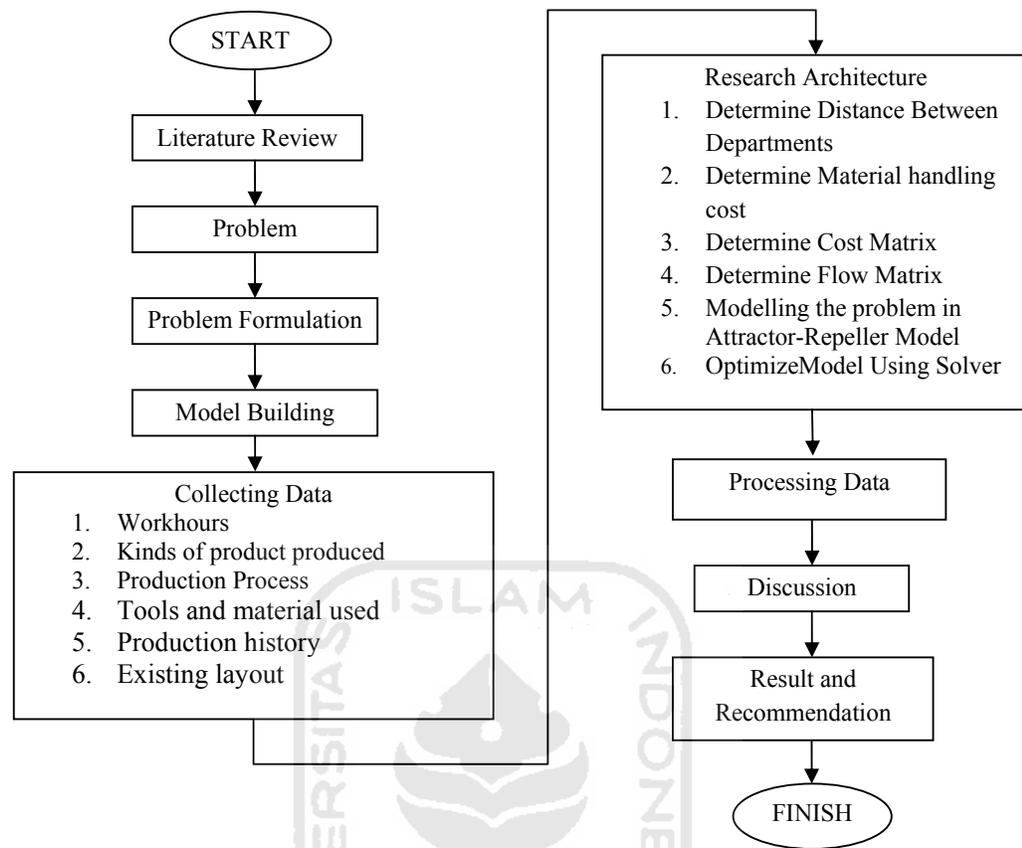 START
Literature Review
Problem
Problem Formulation
Model Building
Collecting Data
1. Workhours
2. Kinds of product produced
3. Production Process
4. Tools and material used
5. Production history
6. Existing layout
Research Architecture
1. Determine Distance Between
Departments
2. Determine Material handling
cost
3. Determine Cost Matrix
4. Determine Flow Matrix
5. Modelling the problem in
Attractor-Repeller Model
6. OptimizeModel Using Solver
Processing Data
Discussion
Result and
Recommendation
FINISH
ISLAM